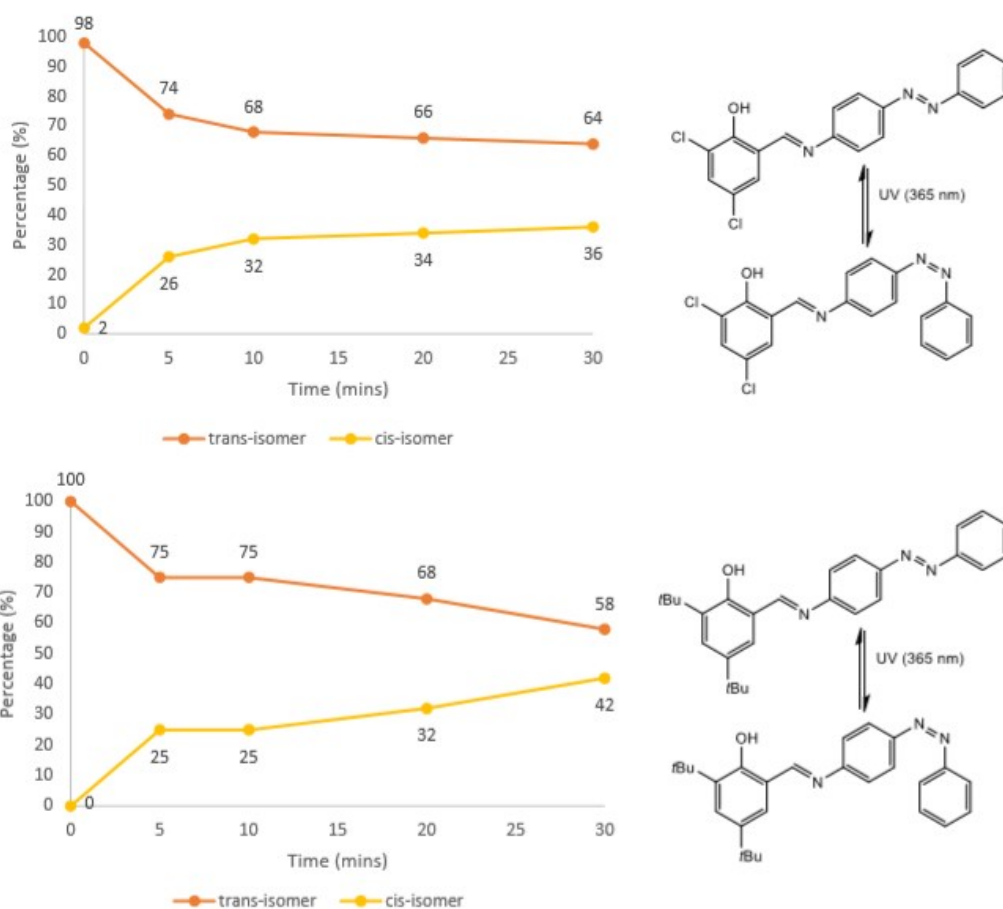 98
100
90
80
70
60
50
40
30
20
10
0
Percentage (%)
74
68
66
64
26
32
34
36
2
0
5
10
15
20
25
30
Time (mins)
trans-isomer
cis-isomer
OH
Cl
Cl
N
N
N
UV (365 nm)
OH
Cl
Cl
N
N
N
100
100
90
80
70
60
50
40
30
20
10
0
Percentage (%)
75
75
68
58
25
25
32
42
0
0
5
10
15
20
25
30
Time (mins)
trans-isomer
cis-isomer
OH
tBu
tBu
N
N
N
UV (365 nm)
OH
tBu
tBu
N
N
N